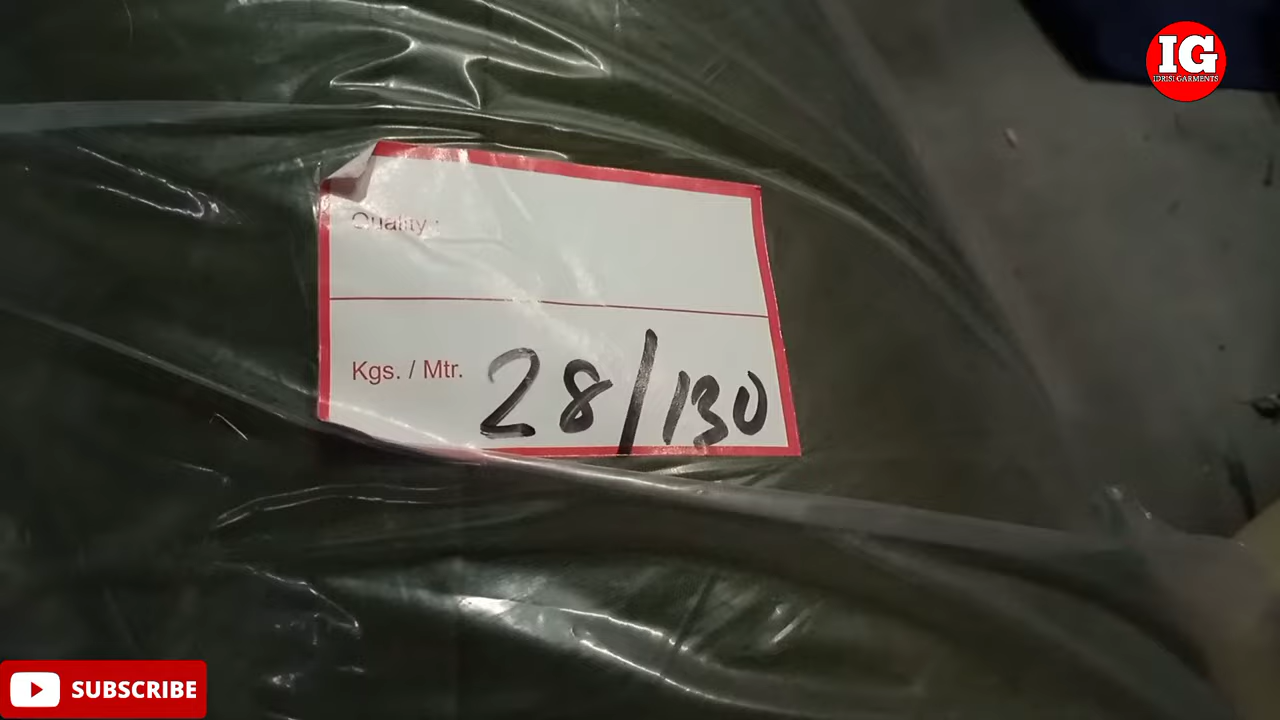 IG
IDRISI GARMENTS
Quality :
Kgs. / Mtr. 28/130
SUBSCRIBE